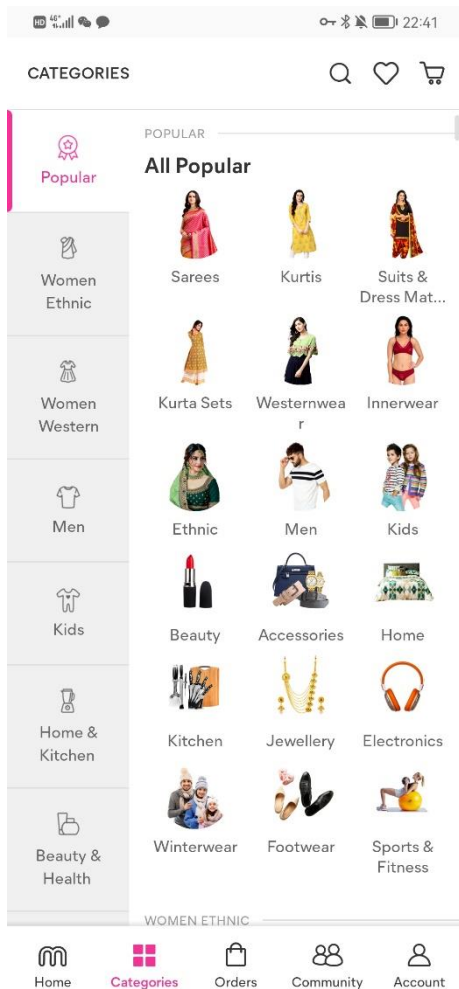 HD 46+ 22:41
CATEGORIES
Popular
Women
Ethnic
Women
Western
Men
Kids
Home &
Kitchen
Beauty &
Health
POPULAR
All Popular
Sarees Kurtis Suits &
Dress Mat...
Kurta Sets Westernwea Innerwear
r
Ethnic Men Kids
Beauty Accessories Home
Kitchen Jewellery Electronics
Winterwear Footwear Sports &
Fitness
WOMEN ETHNIC
Home Categories Orders Community Account